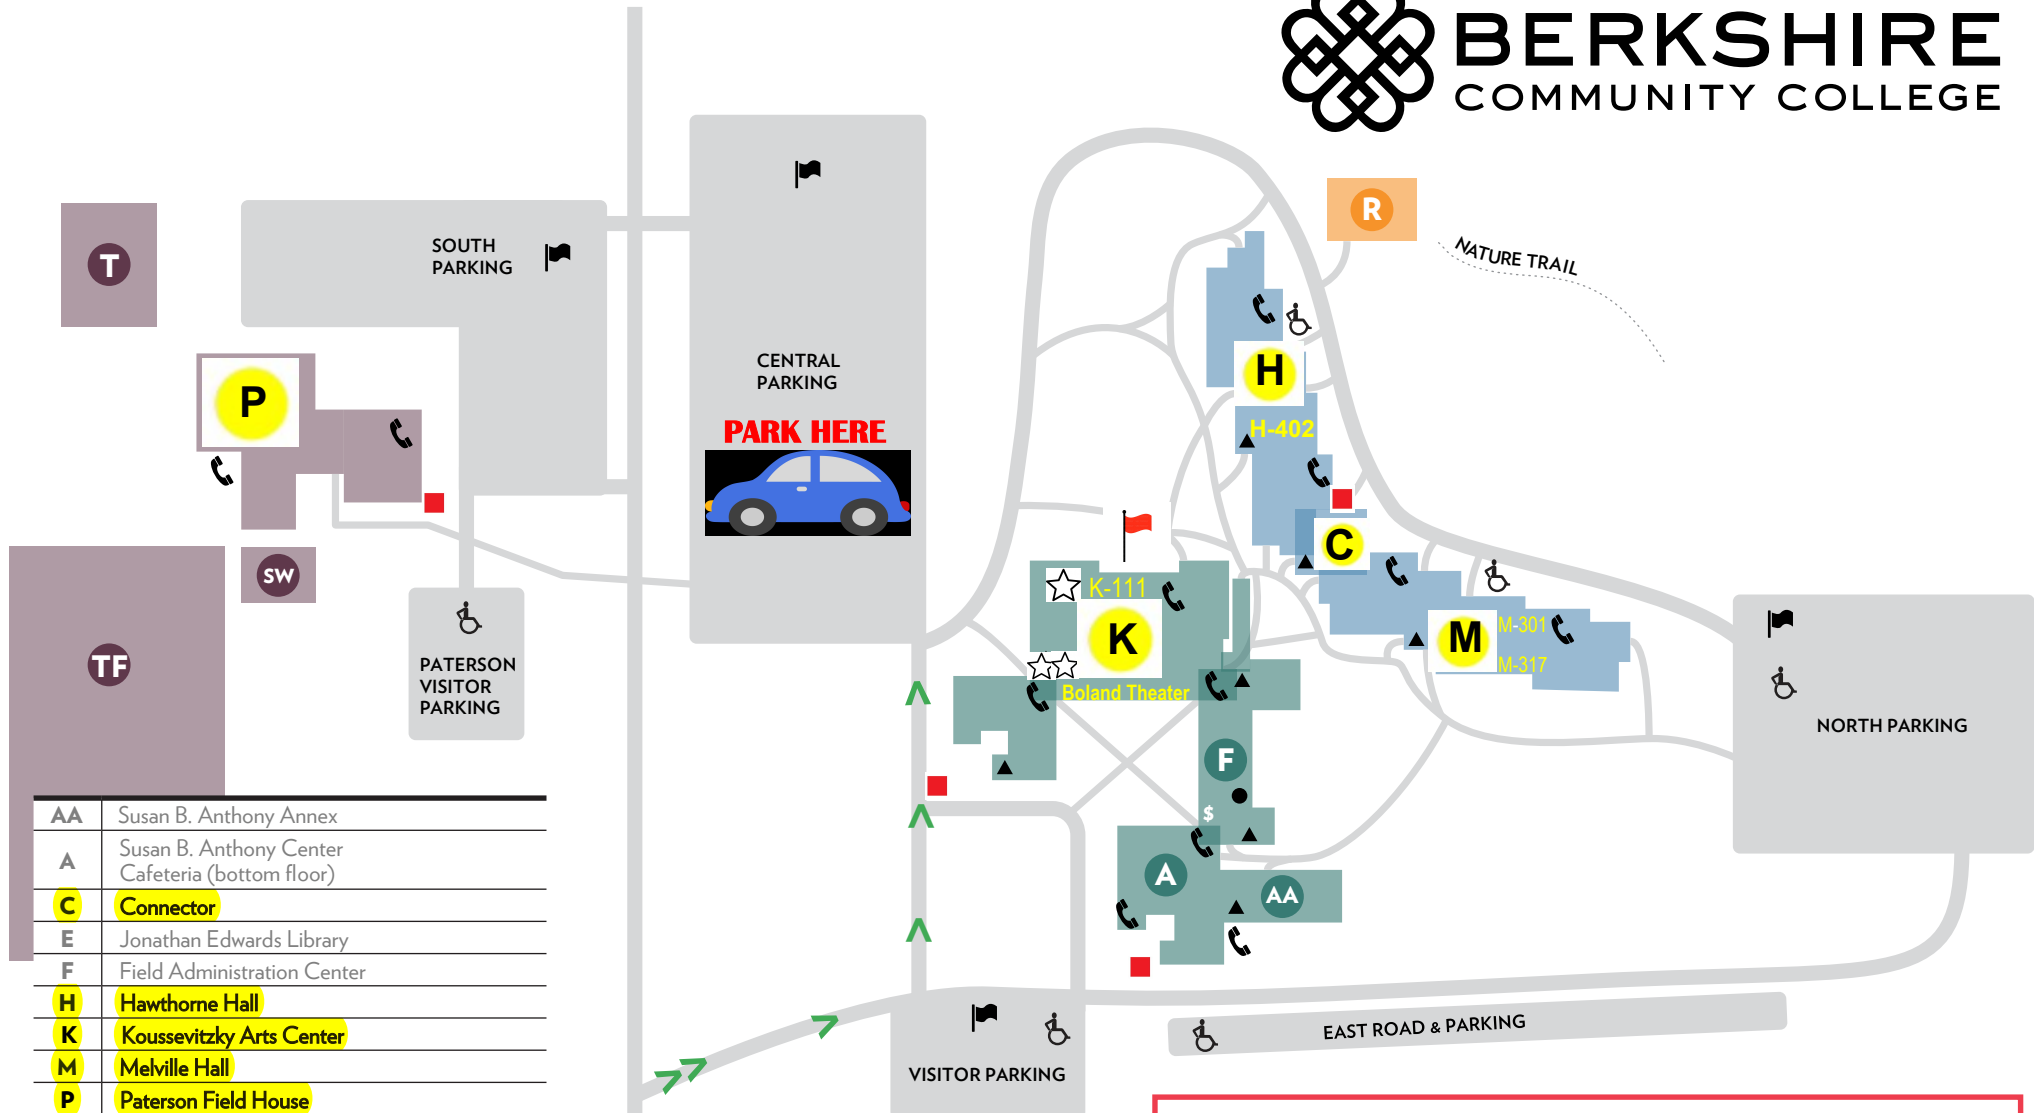 BERKSHIRE
COMMUNITY COLLEGE
R
NATURE TRAIL
T
SOUTH
PARKING
CENTRAL
PARKING
PARK HERE
P
H
H-402
C
SW
K-111
K
Boland Theater
M
M-301
M-317
TF
PATERSON
VISITOR
PARKING
NORTH PARKING
F
$
A
AA
EAST ROAD & PARKING
VISITOR PARKING
AA Susan B. Anthony Annex
A Susan B. Anthony Center
Cafeteria (bottom floor)
C Connector
E Jonathan Edwards Library
F Field Administration Center
H Hawthorne Hall
K Koussevitzky Arts Center
M Melville Hall
P Paterson Field House